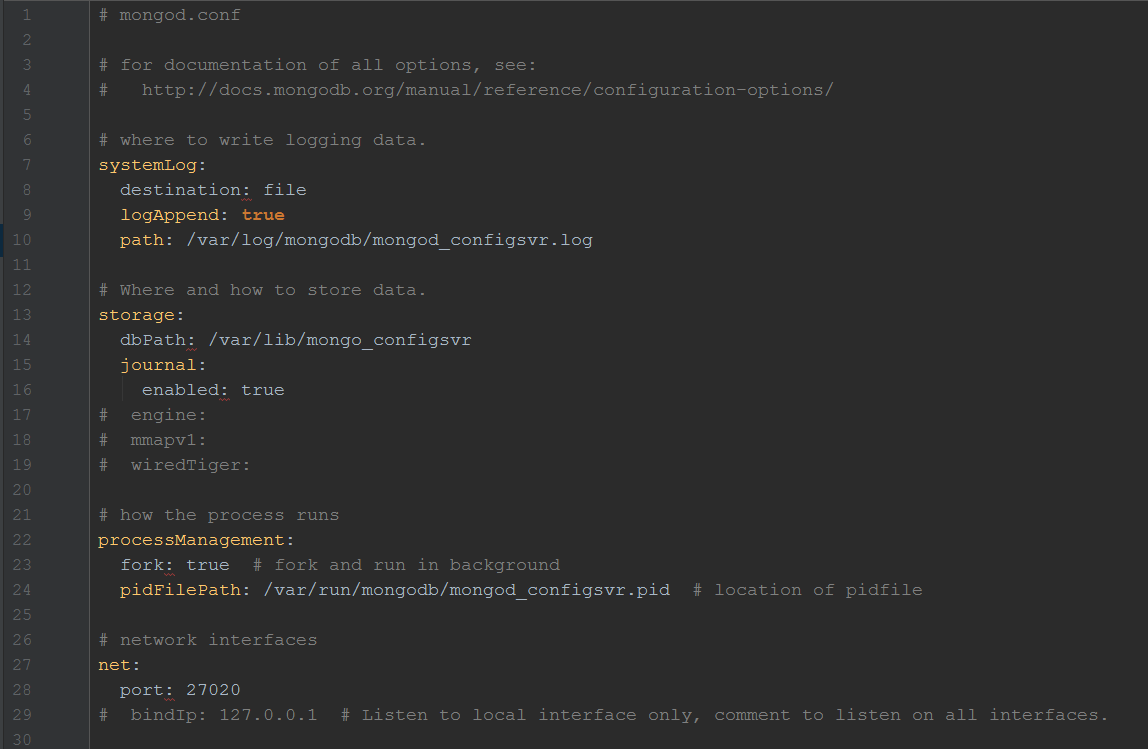 1 # mongod.conf
2
3 # for documentation of all options, see:
4 #   http://docs.mongodb.org/manual/reference/configuration-options/
5
6 # where to write logging data.
7 systemLog:
8   destination: file
9   logAppend: true
10   path: /var/log/mongodb/mongod_configsvr.log
11
12 # Where and how to store data.
13 storage:
14   dbPath: /var/lib/mongo_configsvr
15   journal:
16     enabled: true
17 #  engine:
18 #  mmapv1:
19 #  wiredTiger:
20
21 # how the process runs
22 processManagement:
23   fork: true  # fork and run in background
24   pidFilePath: /var/run/mongodb/mongod_configsvr.pid  # location of pidfile
25
26 # network interfaces
27 net:
28   port: 27020
29 #  bindIp: 127.0.0.1  # Listen to local interface only, comment to listen on all interfaces.
30